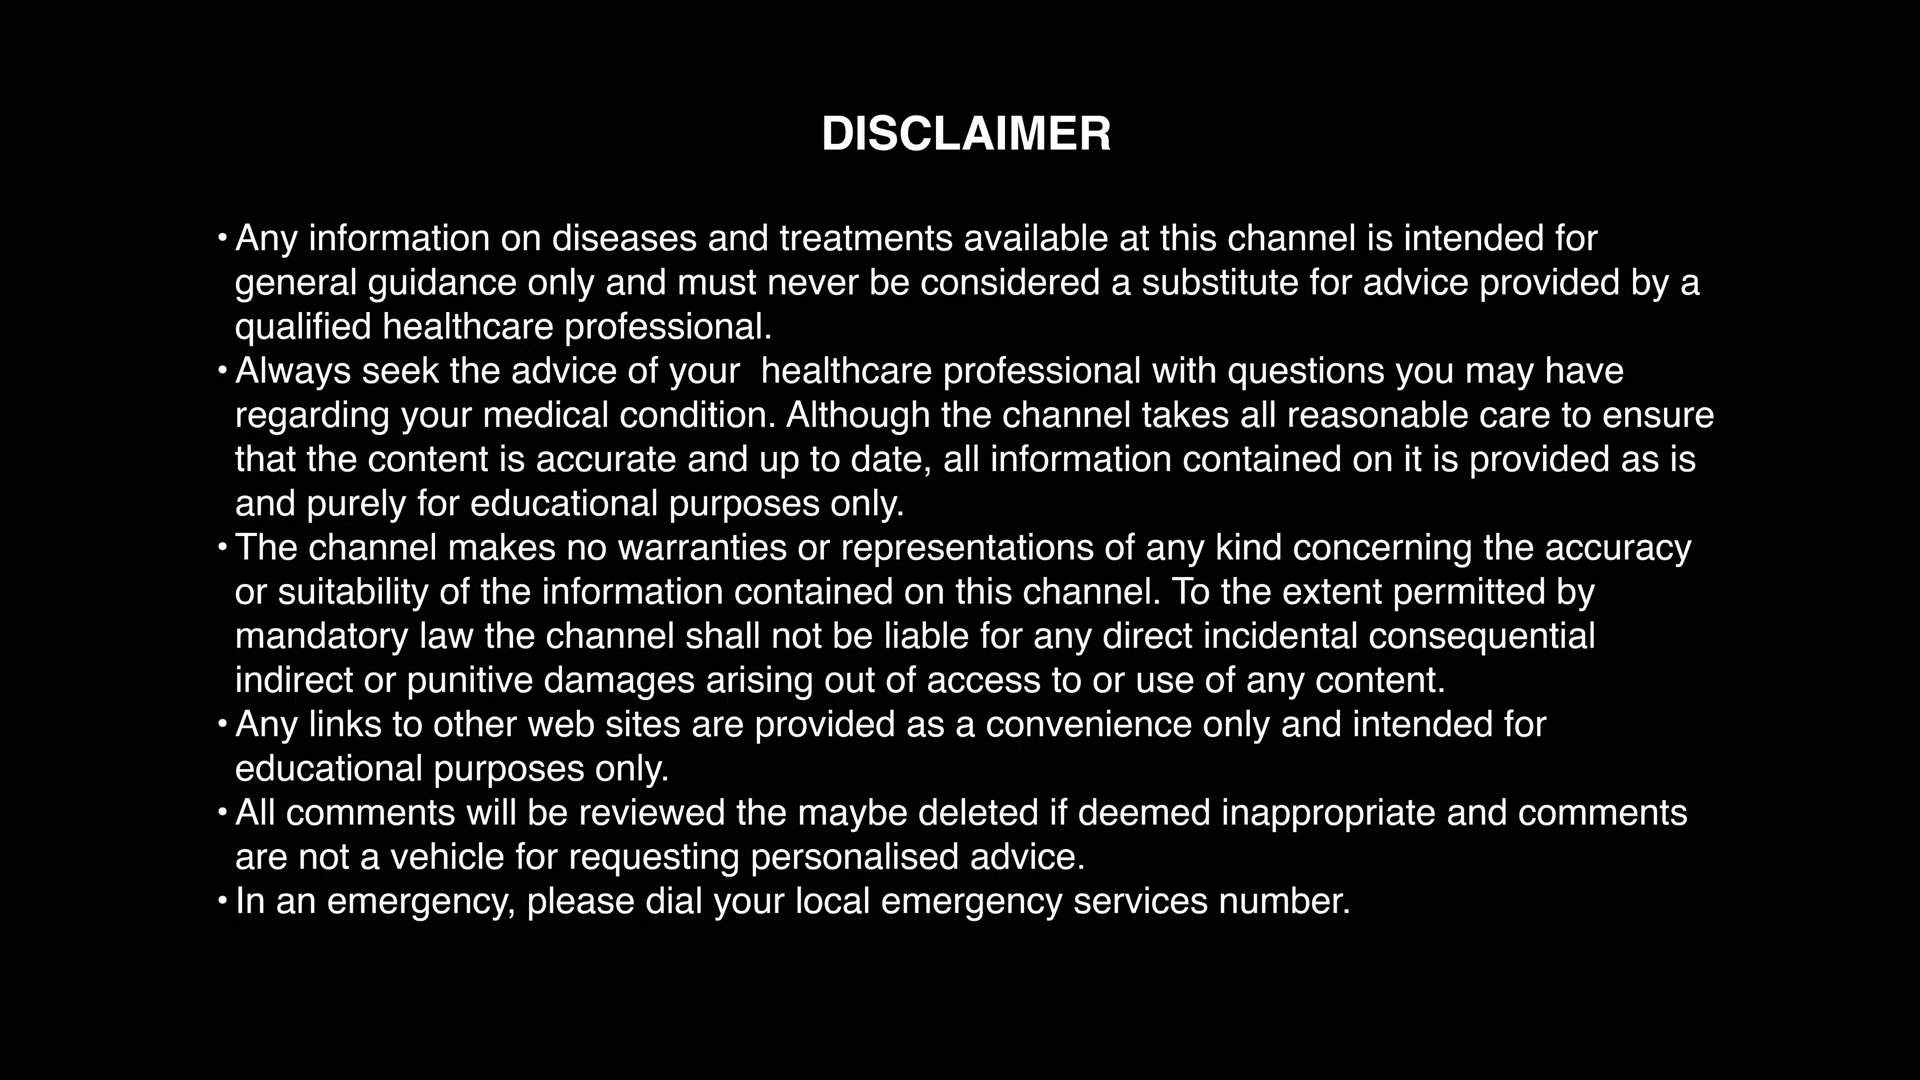 DISCLAIMER
• Any information on diseases and treatments available at this channel is intended for
general guidance only and must never be considered a substitute for advice provided by a
qualified healthcare professional.
• Always seek the advice of your  healthcare professional with questions you may have
regarding your medical condition. Although the channel takes all reasonable care to ensure
that the content is accurate and up to date, all information contained on it is provided as is
and purely for educational purposes only.
• The channel makes no warranties or representations of any kind concerning the accuracy
or suitability of the information contained on this channel. To the extent permitted by
mandatory law the channel shall not be liable for any direct incidental consequential
indirect or punitive damages arising out of access to or use of any content.
• Any links to other web sites are provided as a convenience only and intended for
educational purposes only.
• All comments will be reviewed the maybe deleted if deemed inappropriate and comments
are not a vehicle for requesting personalised advice.
• In an emergency, please dial your local emergency services number.